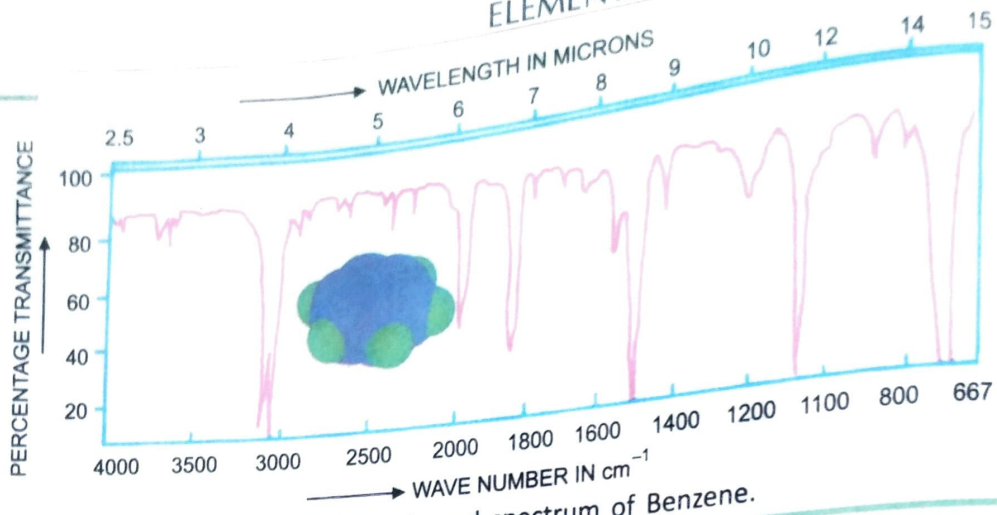 WAVELENGTH IN MICRONS
2.5 3 4 5 6 7 8 9 10 12 14 15
PERCENTAGE TRANSMITTANCE
100
80
60
40
20
4000 3500 3000 2500 2000 1800 1600 1400 1200 1100 800 667
WAVE NUMBER IN cm⁻¹
of Benzene.